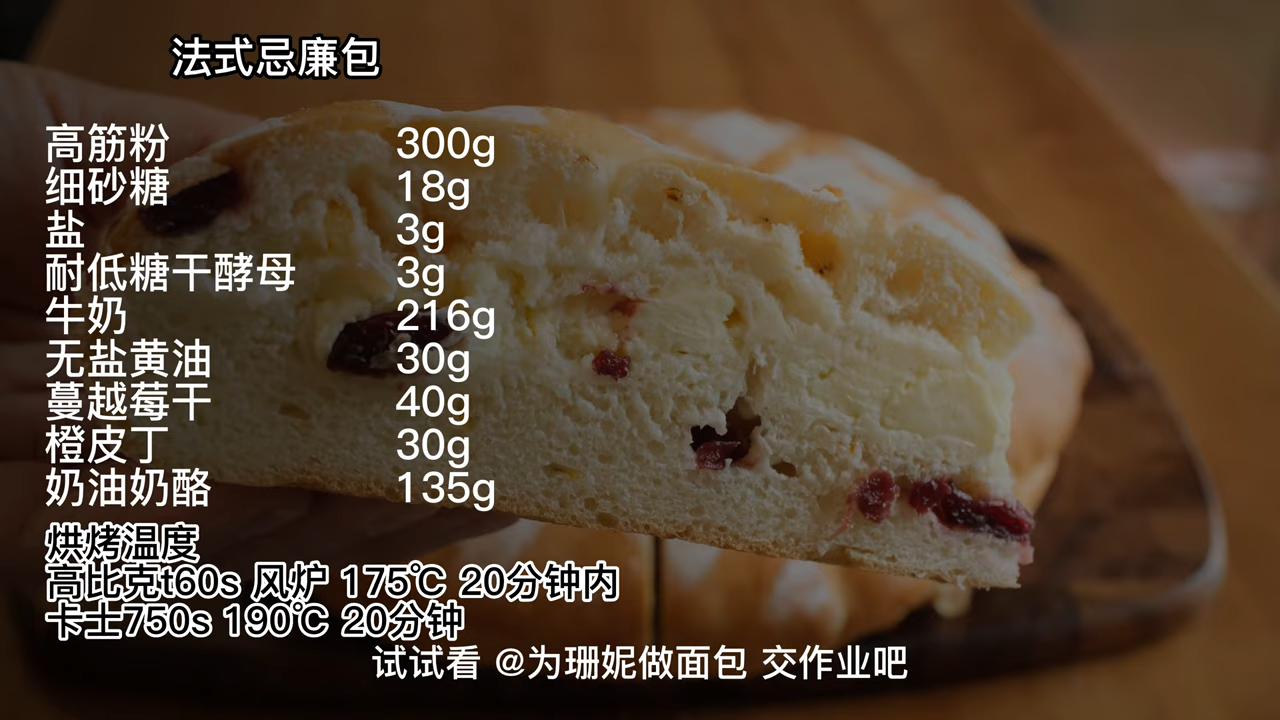 法式忌廉包
高筋粉 300g
细砂糖 18g
盐 3g
耐低糖干酵母 3g
牛奶 216g
无盐黄油 30g
蔓越莓干 40g
橙皮丁 30g
奶油奶酪 135g
烘烤温度
高比克t60s 风炉 175℃ 20分钟内
卡士750s 190℃ 20分钟
试试看 @为珊妮做面包 交作业吧